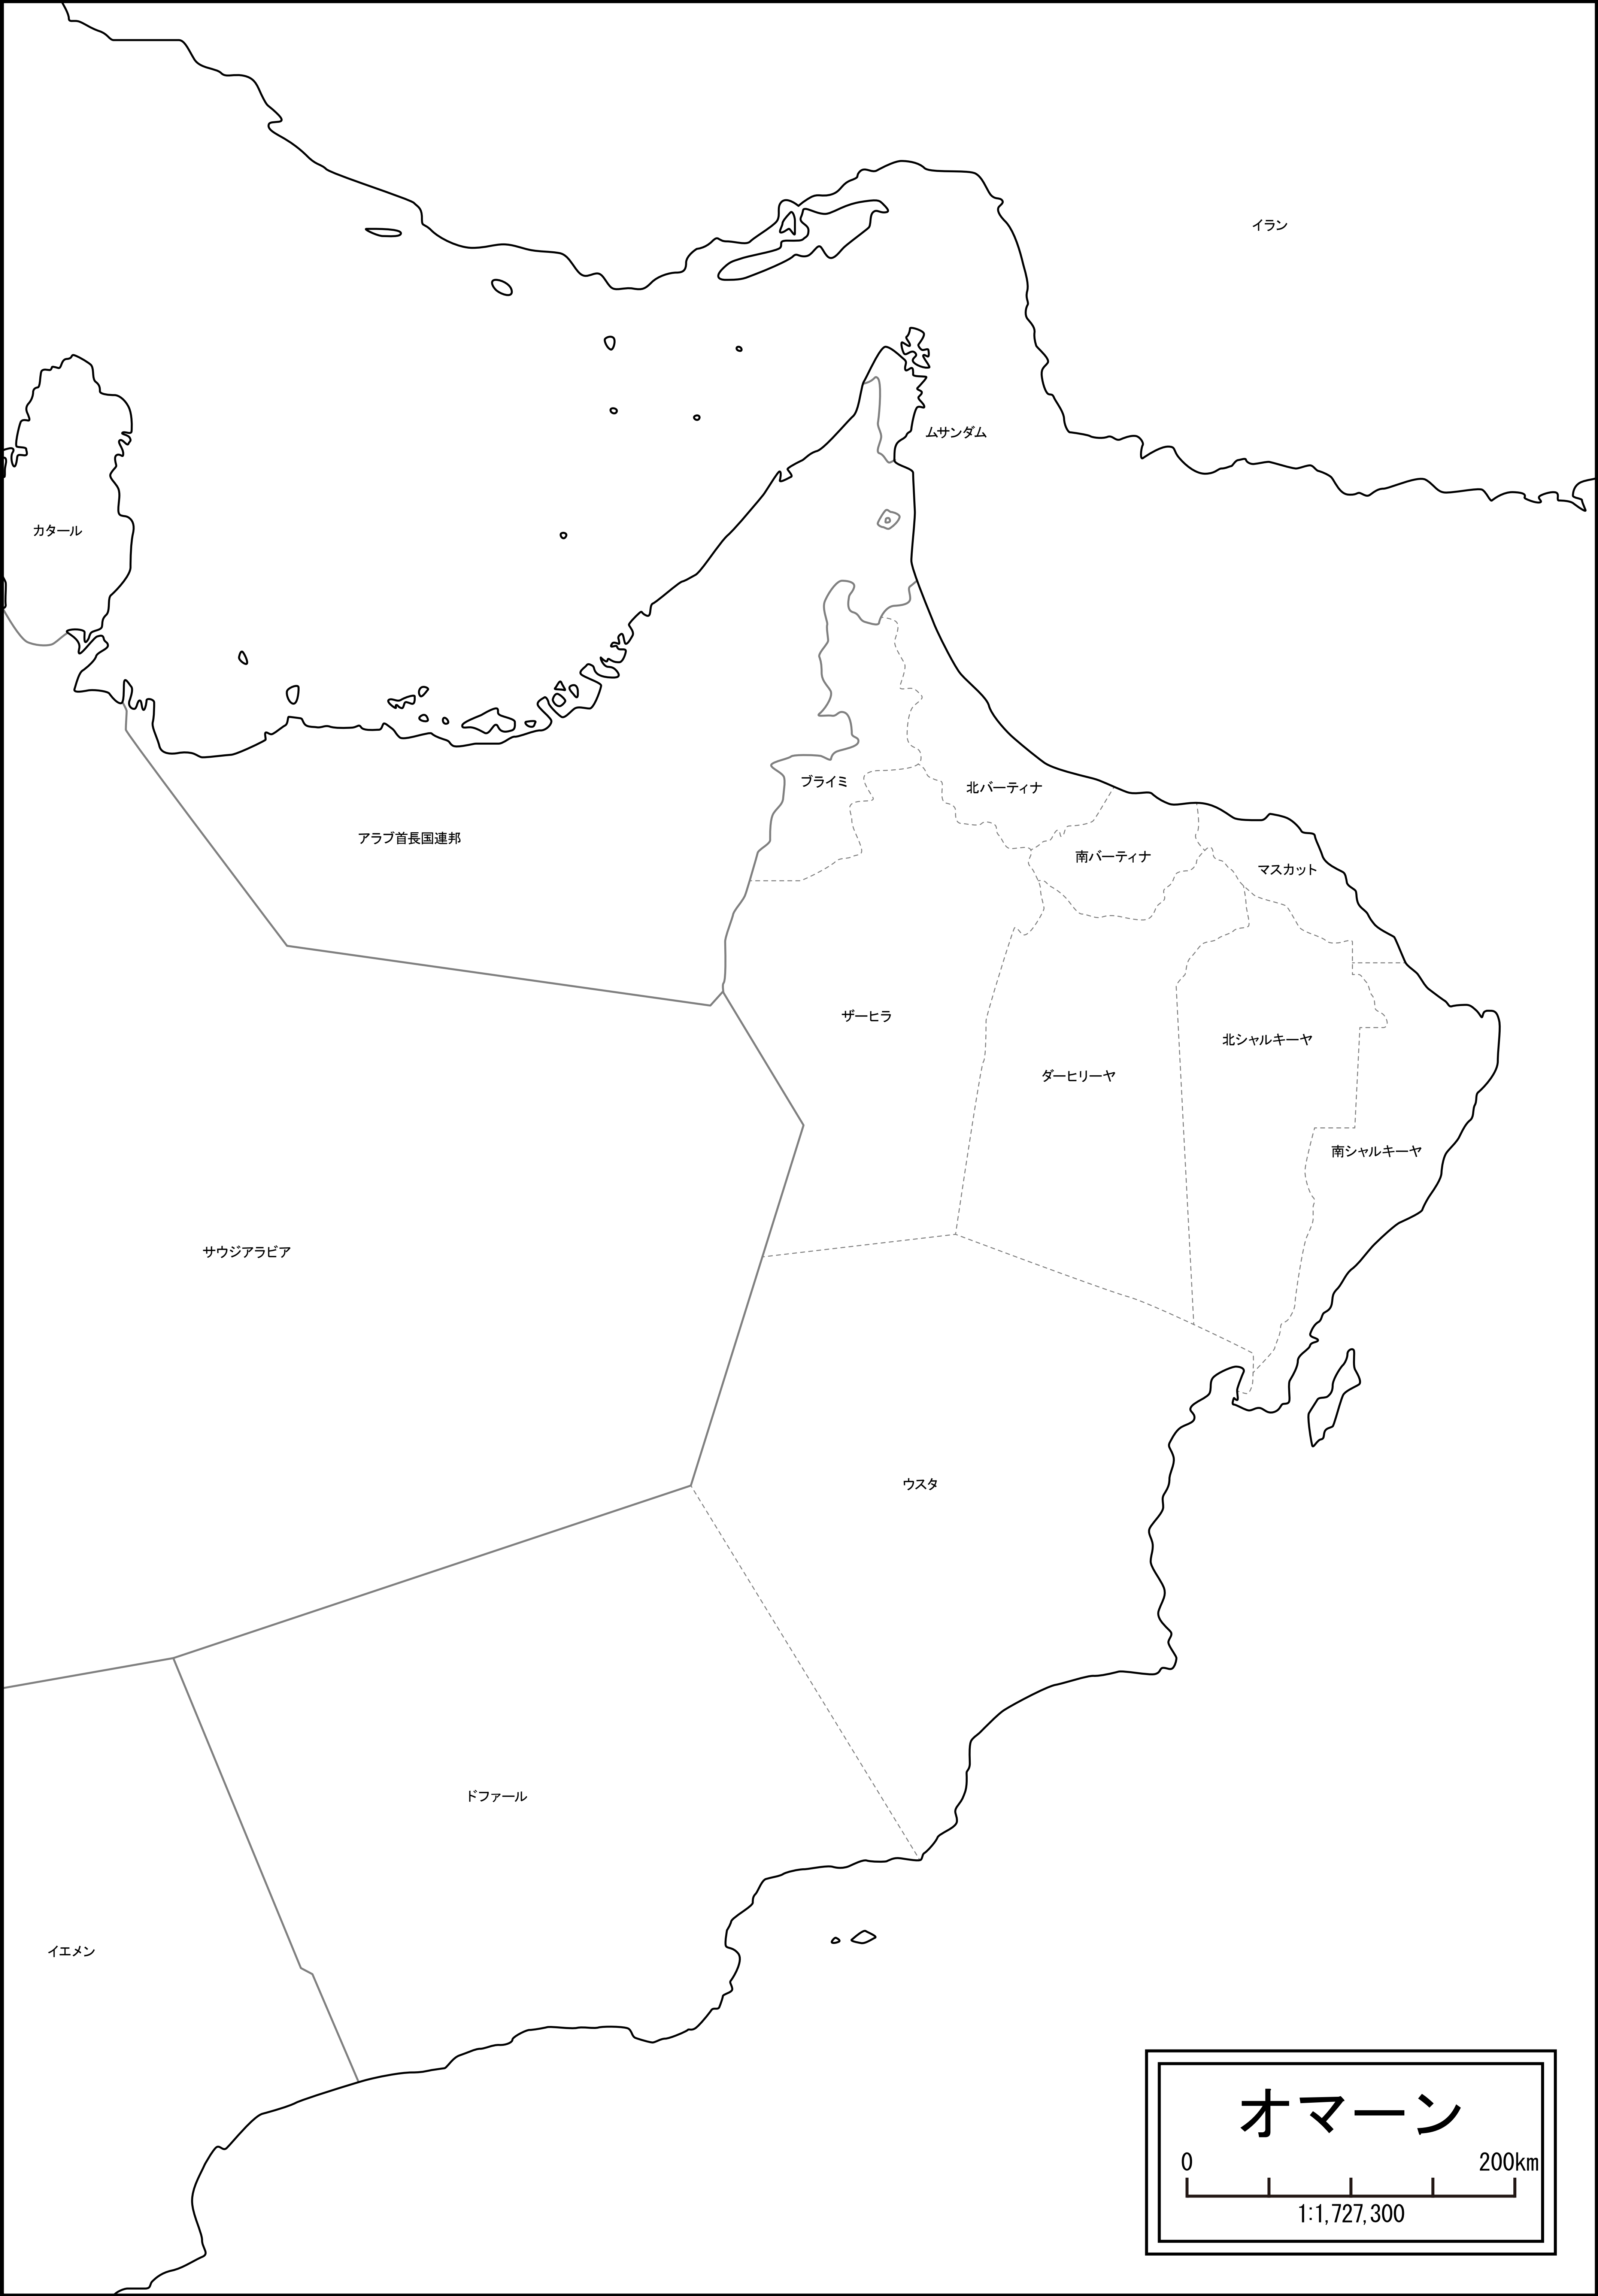 イラン
ムサンダム
カタール
ブライミ
北バーティナ
アラブ首長国連邦
南バーティナ
マスカット
ザーヒラ
北シャルキーヤ
ダーヒリーヤ
南シャルキーヤ
サウジアラビア
ウスタ
ドファール
イエメン
オマーン
0 200km
1:1,727,300